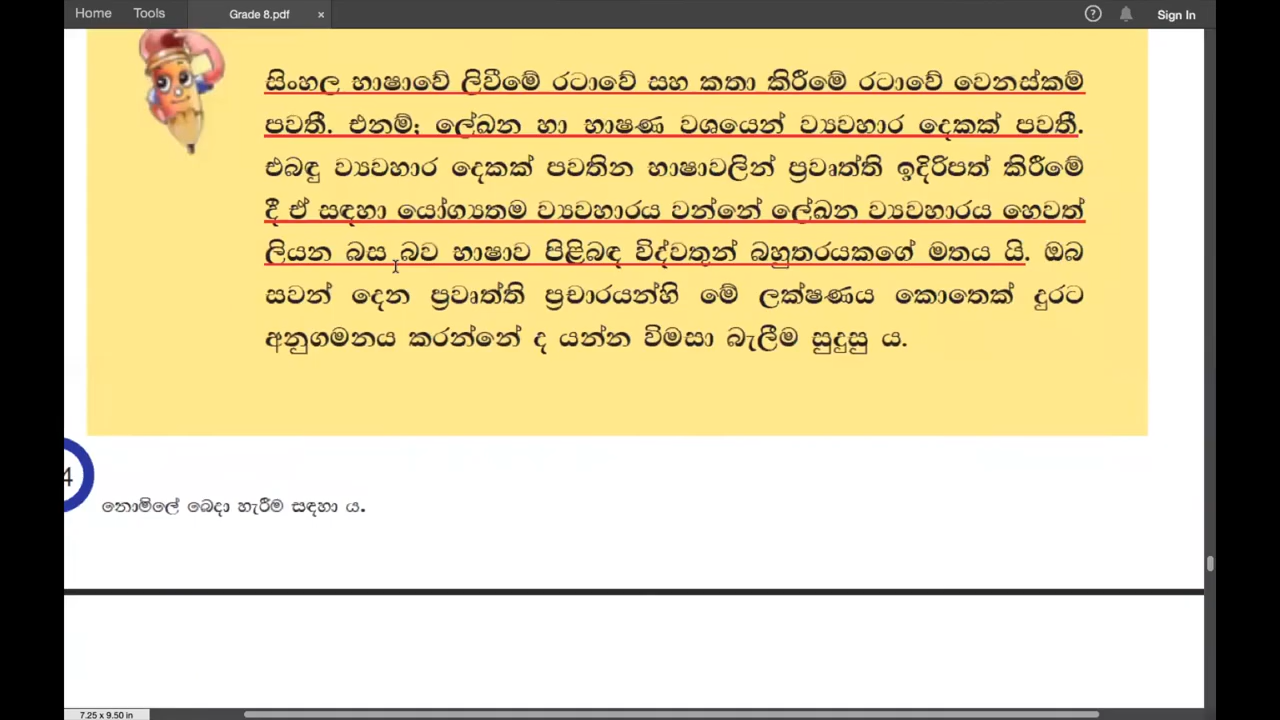 Home Tools Grade 8.pdf × ? Sign In
සිංහල භාෂාවේ ලිවීමේ රටාවේ සහ කතා කිරීමේ රටාවේ වෙනස්කම්
පවතී. එනම්; ලේඛන හා භාෂණ වශයෙන් ව්‍යවහාර දෙකක් පවතී.
එබඳු ව්‍යවහාර දෙකක් පවතින භාෂාවලින් ප්‍රවෘත්ති ඉදිරිපත් කිරීමේ
දී ඒ සඳහා යෝග්‍යතම ව්‍යවහාරය වන්නේ ලේඛන ව්‍යවහාරය හෙවත්
ලියන බස බව භාෂාව පිළිබඳ විද්වතුන් බහුතරයකගේ මතය යි. ඔබ
සවන් දෙන ප්‍රවෘත්ති ප්‍රචාරයන්හි මේ ලක්ෂණය කොතෙක් දුරට
අනුගමනය කරන්නේ ද යන්න විමසා බැලීම සුදුසු ය.
4
නොමිලේ බෙදා හැරීම සඳහා ය.
7.25 x 9.50 in